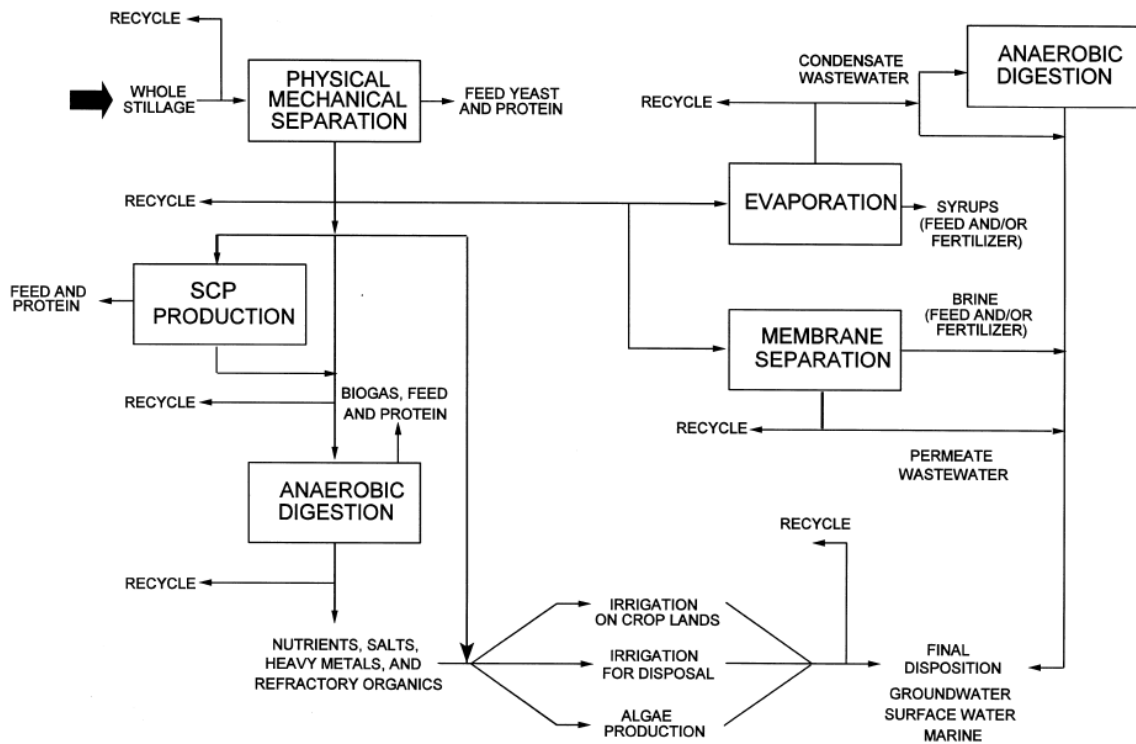 RECYCLE
WHOLE
STILLAGE
PHYSICAL
MECHANICAL
SEPARATION
FEED YEAST
AND PROTEIN
CONDENSATE
WASTEWATER
ANAEROBIC
DIGESTION
RECYCLE
RECYCLE
EVAPORATION
SYRUPS
(FEED AND/OR
FERTILIZER)
SCP
PRODUCTION
FEED AND
PROTEIN
BRINE
(FEED AND/OR
FERTILIZER)
MEMBRANE
SEPARATION
RECYCLE
BIOGAS, FEED
AND PROTEIN
RECYCLE
PERMEATE
WASTEWATER
ANAEROBIC
DIGESTION
RECYCLE
RECYCLE
NUTRIENTS, SALTS,
HEAVY METALS, AND
REFRACTORY ORGANICS
IRRIGATION
ON CROP LANDS
IRRIGATION
FOR DISPOSAL
ALGAE
PRODUCTION
FINAL
DISPOSITION
GROUNDWATER
SURFACE WATER
MARINE